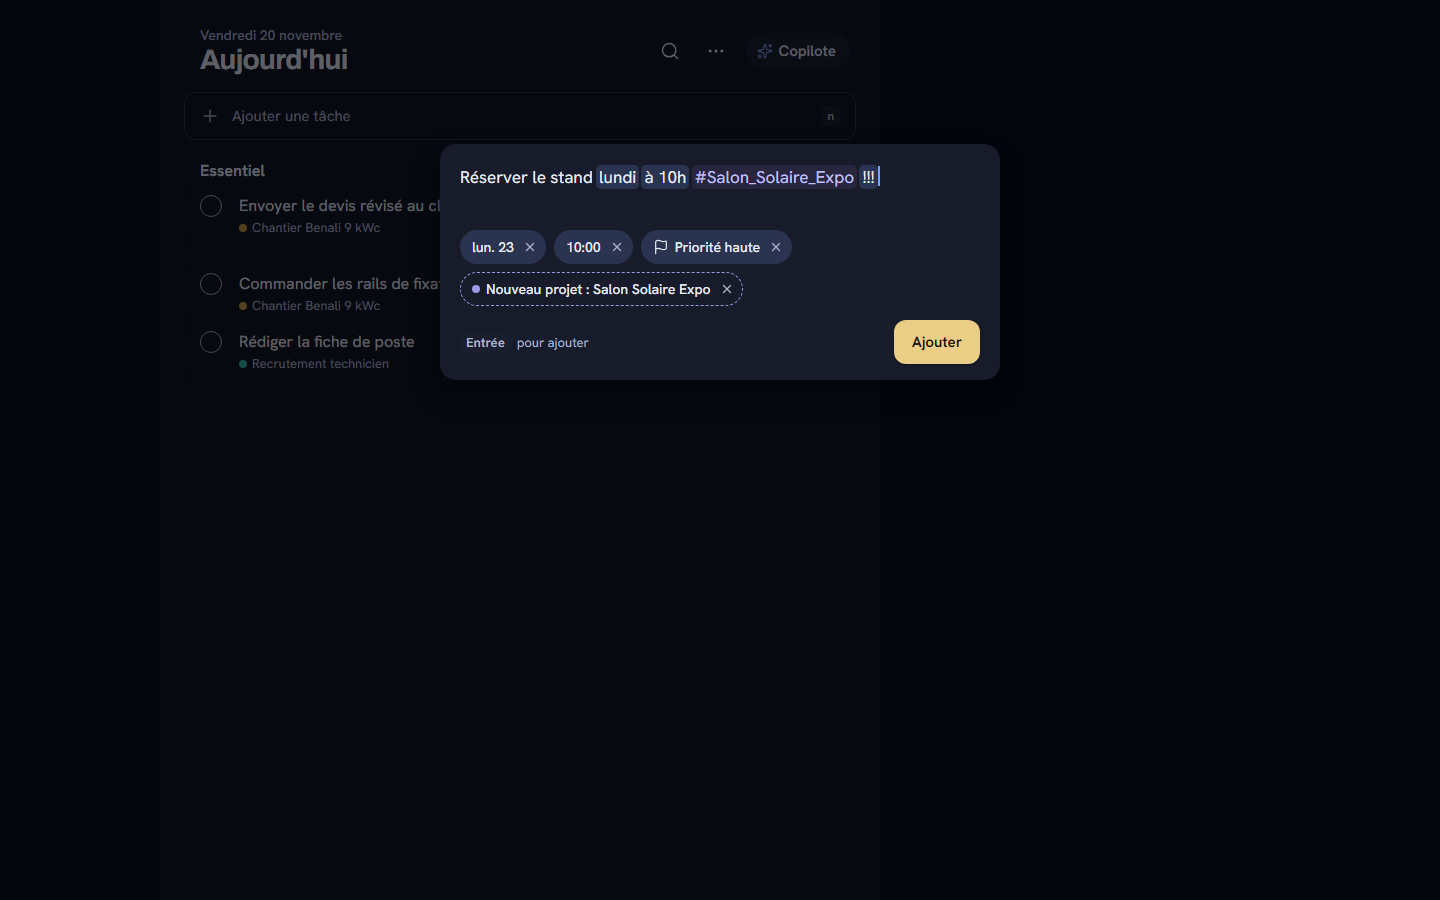 Vendredi 20 novembre
Aujourd'hui
Copilote
Ajouter une tâche
n
Essentiel
Envoyer le devis révisé au
Chantier Benali 9 kWc
Commander les rails de
Chantier Benali 9 kWc
Rédiger la fiche de poste
Recrutement technicien
Réserver le stand lundi à 10h #Salon_Solaire_Expo !!!
lun. 23
10:00
Priorité haute
Nouveau projet : Salon Solaire Expo
Entrée pour ajouter
Ajouter